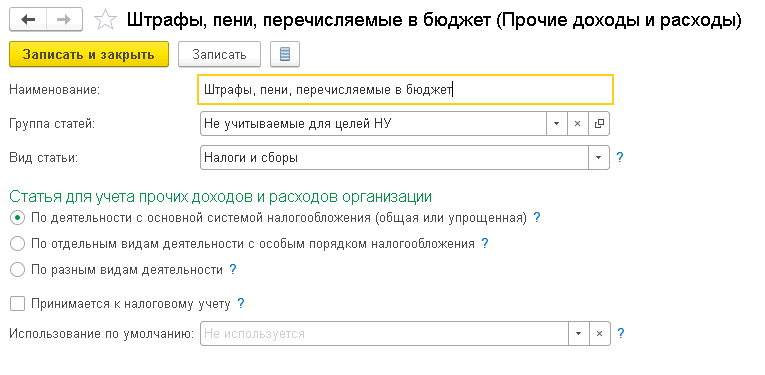 Штрафы, пени, перечисляемые в бюджет (Прочие доходы и расходы)
Записать и закрыть Записать
Наименование: Штрафы, пени, перечисляемые в бюджет
Группа статей: Не учитываемые для целей НУ
Вид статьи: Налоги и сборы ?
Статья для учета прочих доходов и расходов организации
По деятельности с основной системой налогообложения (общая или упрощенная) ?
По отдельным видам деятельности с особым порядком налогообложения ?
По разным видам деятельности ?
Принимается к налоговому учету ?
Использование по умолчанию: Не используется ?